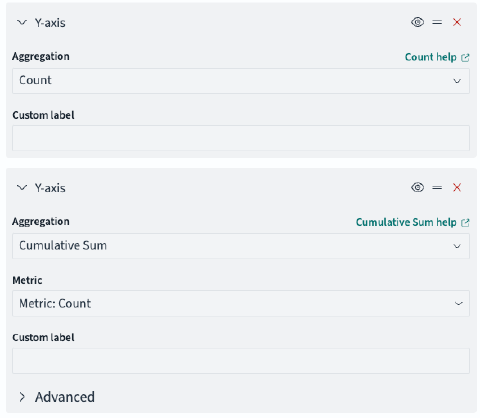 Y-axis
Aggregation Count help
Count
Custom label
Y-axis
Aggregation Cumulative Sum help
Cumulative Sum
Metric
Metric: Count
Custom label
Advanced